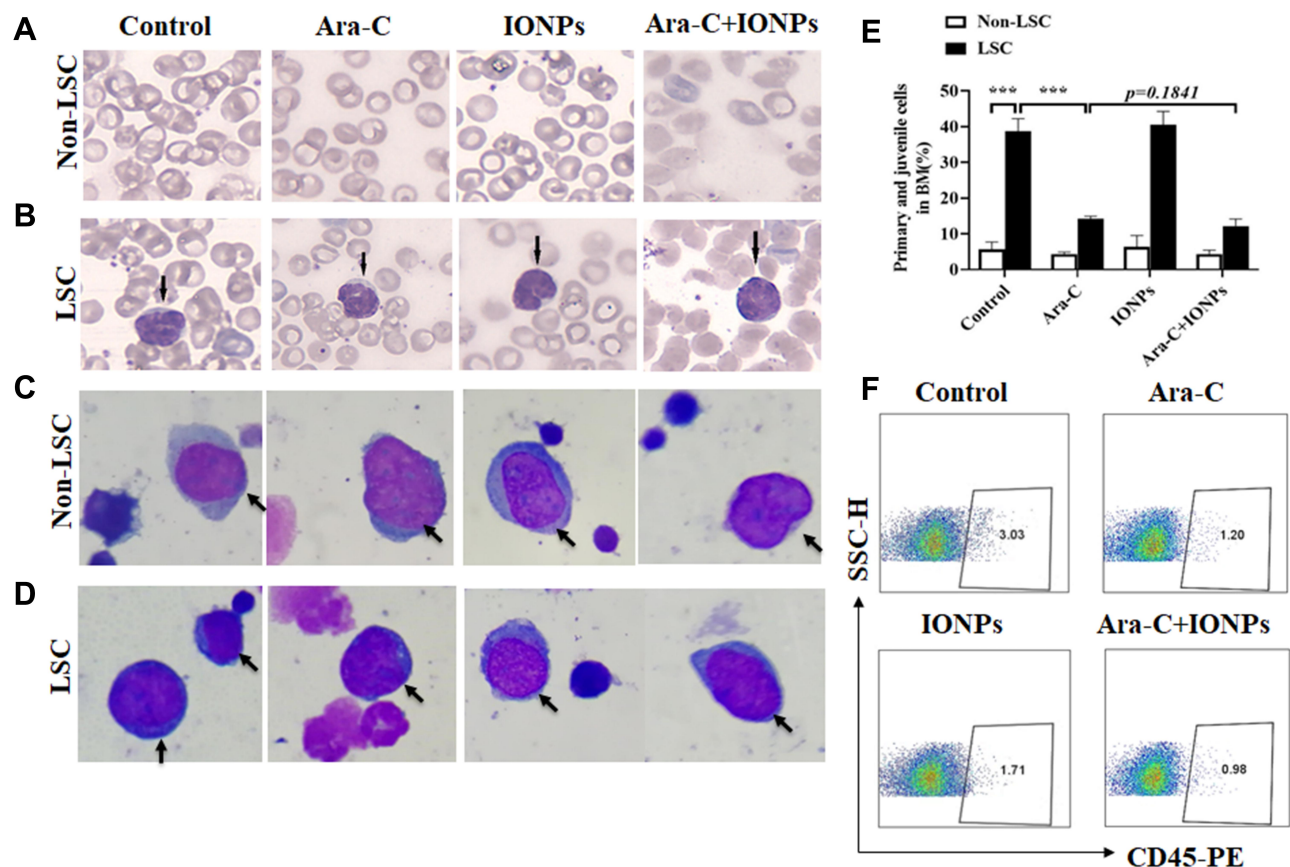 A
Control
Ara-C
IONPs
Ara-C+IONPs
Non-LSC
B
LSC
C
Non-LSC
D
LSC
E
Non-LSC
LSC
Primary and juvenile cells
in BM(%)
50
40
30
20
10
0
***
***
p=0.1841
Control
Ara-C
IONPs
Ara-C+IONPs
F
Control
Ara-C
3.03
1.20
IONPs
Ara-C+IONPs
1.71
0.98
SSC-H
CD45-PE